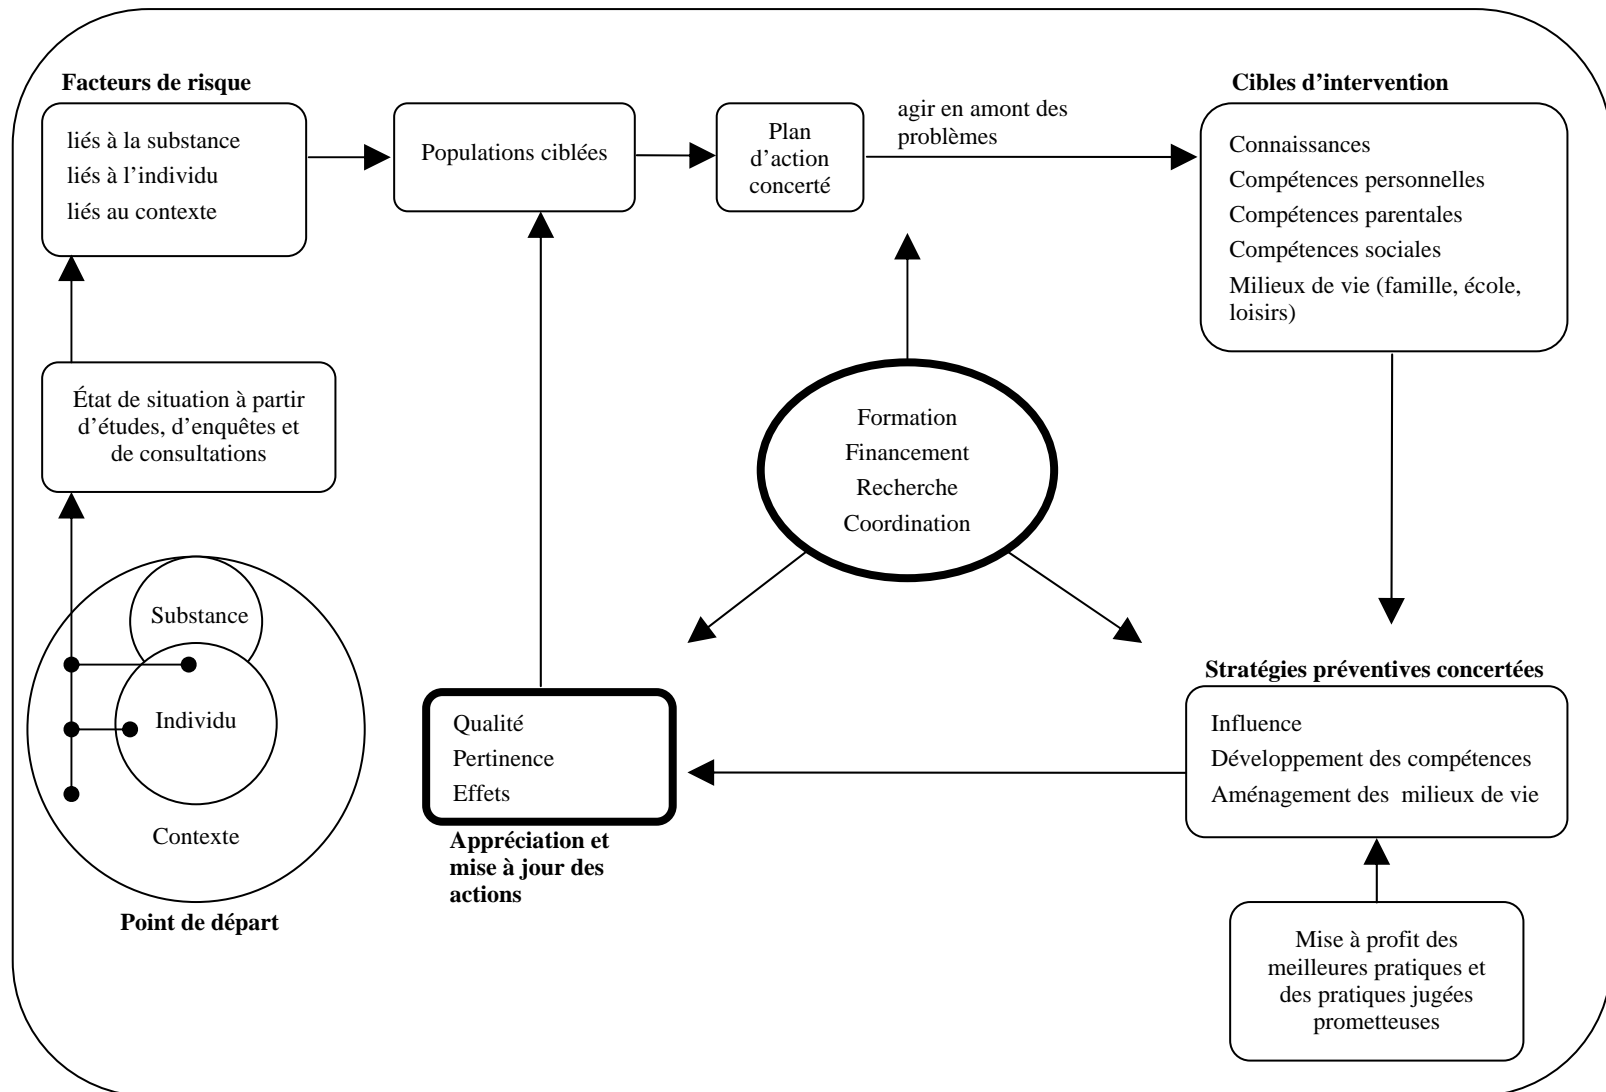 Facteurs de risque
liés à la substance
liés à l’individu
liés au contexte
Populations ciblées
Plan
d’action
concerté
agir en amont des
problèmes
Cibles d’intervention
Connaissances
Compétences personnelles
Compétences parentales
Compétences sociales
Milieux de vie (famille, école,
loisirs)
État de situation à partir
d’études, d’enquêtes et
de consultations
Formation
Financement
Recherche
Coordination
Substance
Individu
Contexte
Point de départ
Qualité
Pertinence
Effets
Appréciation et
mise à jour des
actions
Stratégies préventives concertées
Influence
Développement des compétences
Aménagement des  milieux de vie
Mise à profit des
meilleures pratiques et
des pratiques jugées
prometteuses